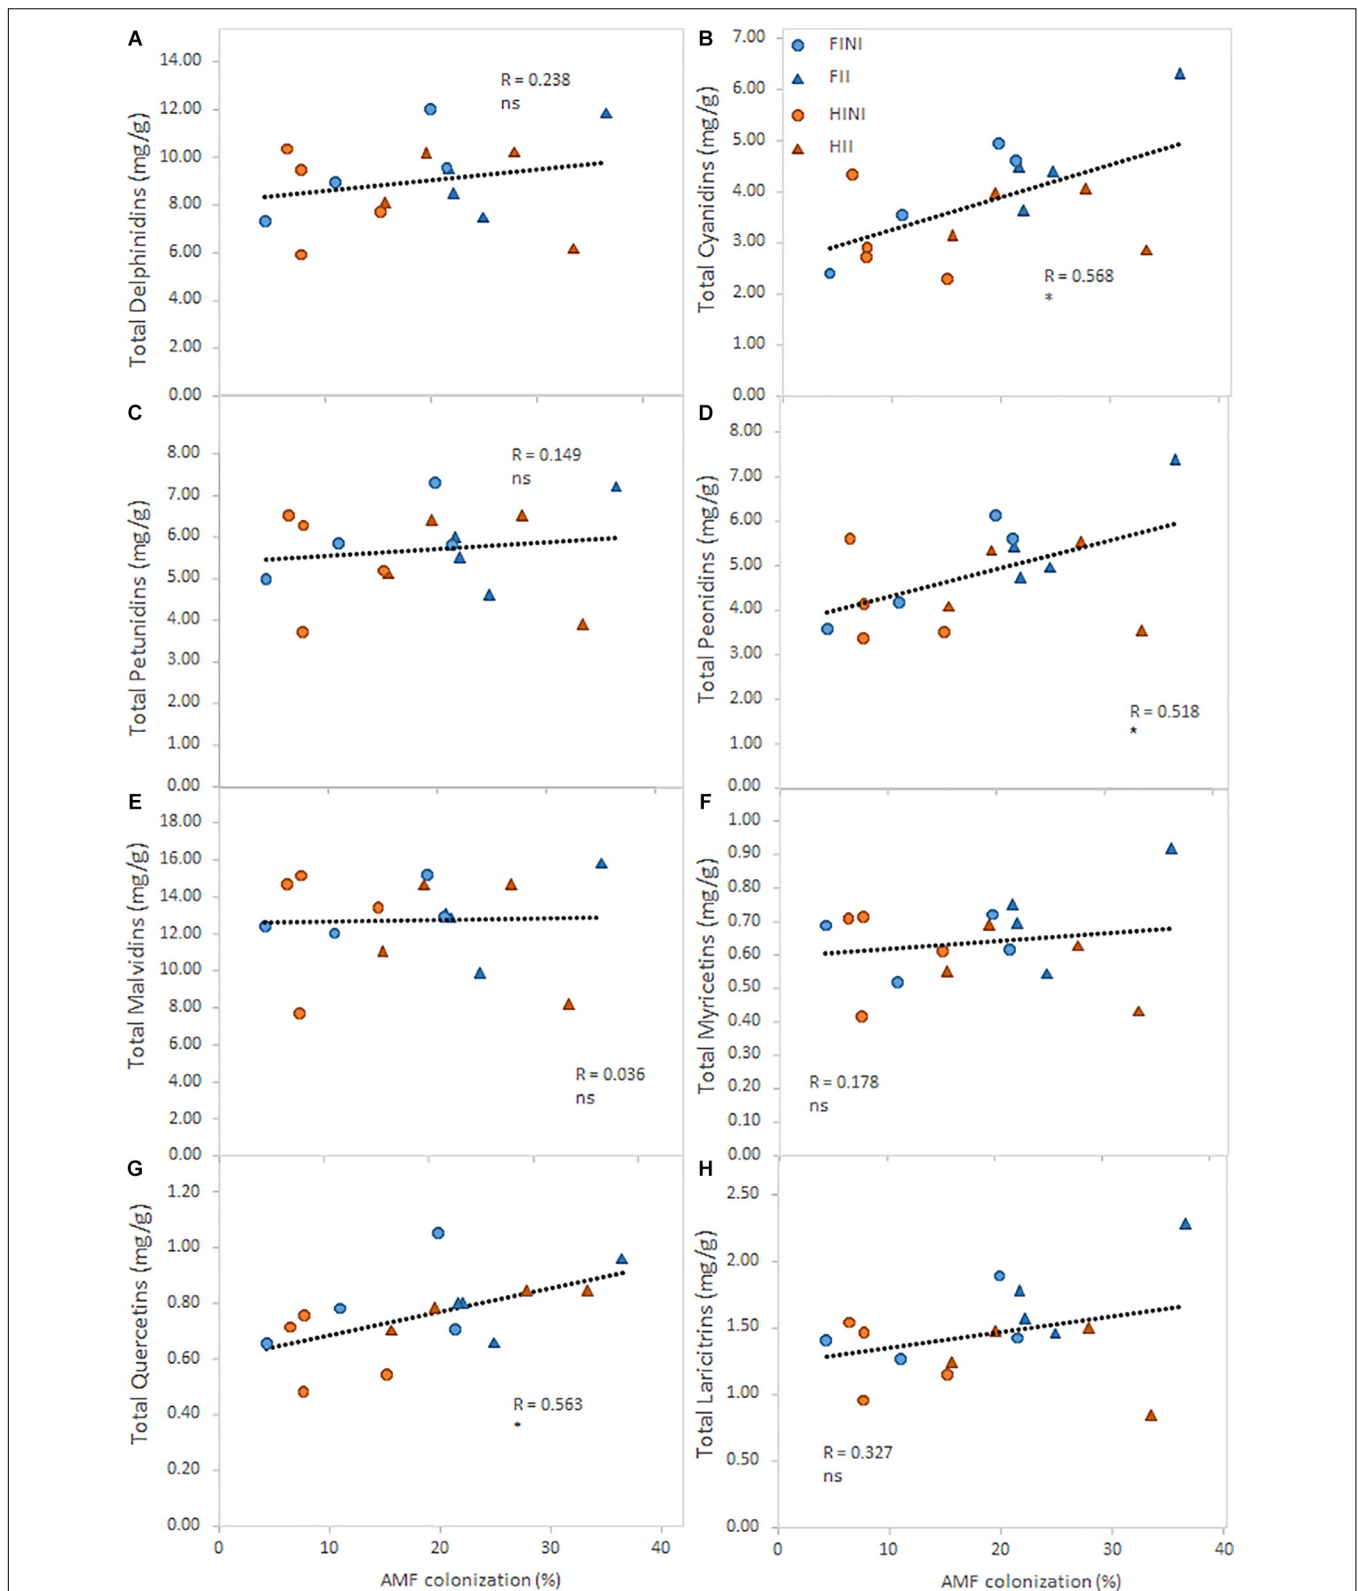 A
Total Delphinidins (mg/g)
14.00
12.00
10.00
8.00
6.00
4.00
2.00
0.00
R = 0.238
ns
B
Total Cyanidins (mg/g)
7.00
6.00
5.00
4.00
3.00
2.00
1.00
0.00
FINI
FII
HINI
HII
R = 0.568
*
C
Total Petunidins (mg/g)
8.00
7.00
6.00
5.00
4.00
3.00
2.00
1.00
0.00
R = 0.149
ns
D
Total Peonidins (mg/g)
8.00
7.00
6.00
5.00
4.00
3.00
2.00
1.00
0.00
R = 0.518
*
E
Total Malvidins (mg/g)
18.00
16.00
14.00
12.00
10.00
8.00
6.00
4.00
2.00
0.00
R = 0.036
ns
F
Total Myricetins (mg/g)
1.00
0.90
0.80
0.70
0.60
0.50
0.40
0.30
0.20
0.10
0.00
R = 0.178
ns
G
Total Quercetins (mg/g)
1.20
1.00
0.80
0.60
0.40
0.20
0.00
R = 0.563
*
0 10 20 30 40
AMF colonization (%)
H
Total Laricitrins (mg/g)
2.50
2.00
1.50
1.00
0.50
0.00
R = 0.327
ns
0 10 20 30 40
AMF colonization (%)